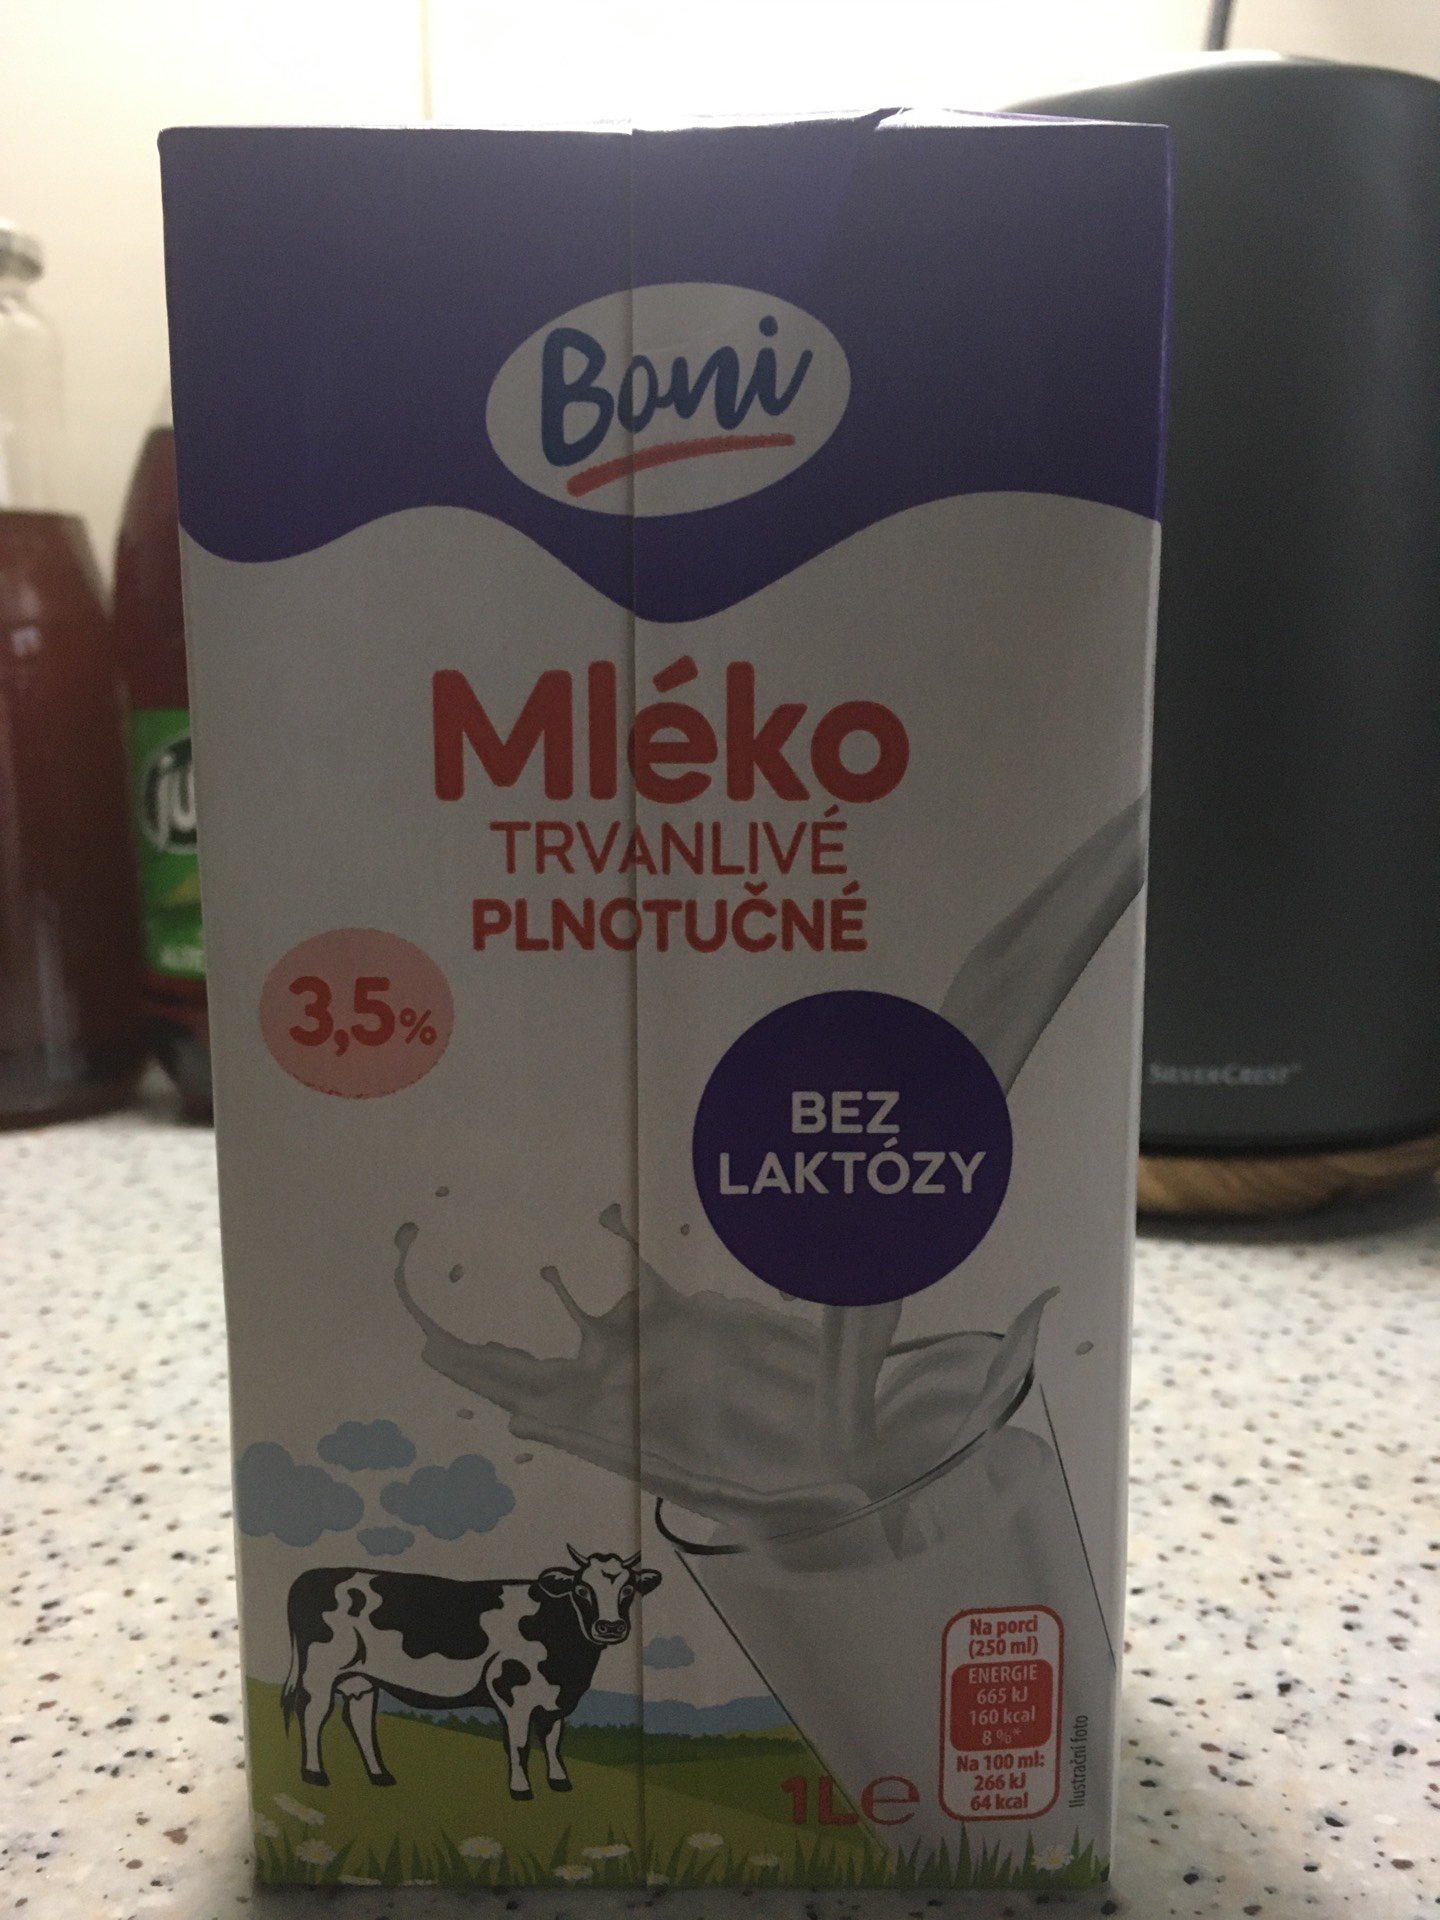 Boni
Mléko
TRVANLIVÉ
PLNOTUČNÉ
3,5%
BEZ
LAKTÓZY
SILVERCREST
Na porci
(250 ml)
ENERGIE
665 kJ
160 kcal
8 %*
Na 100 ml:
266 kJ
64 kcal
Ilustrační foto
1L e